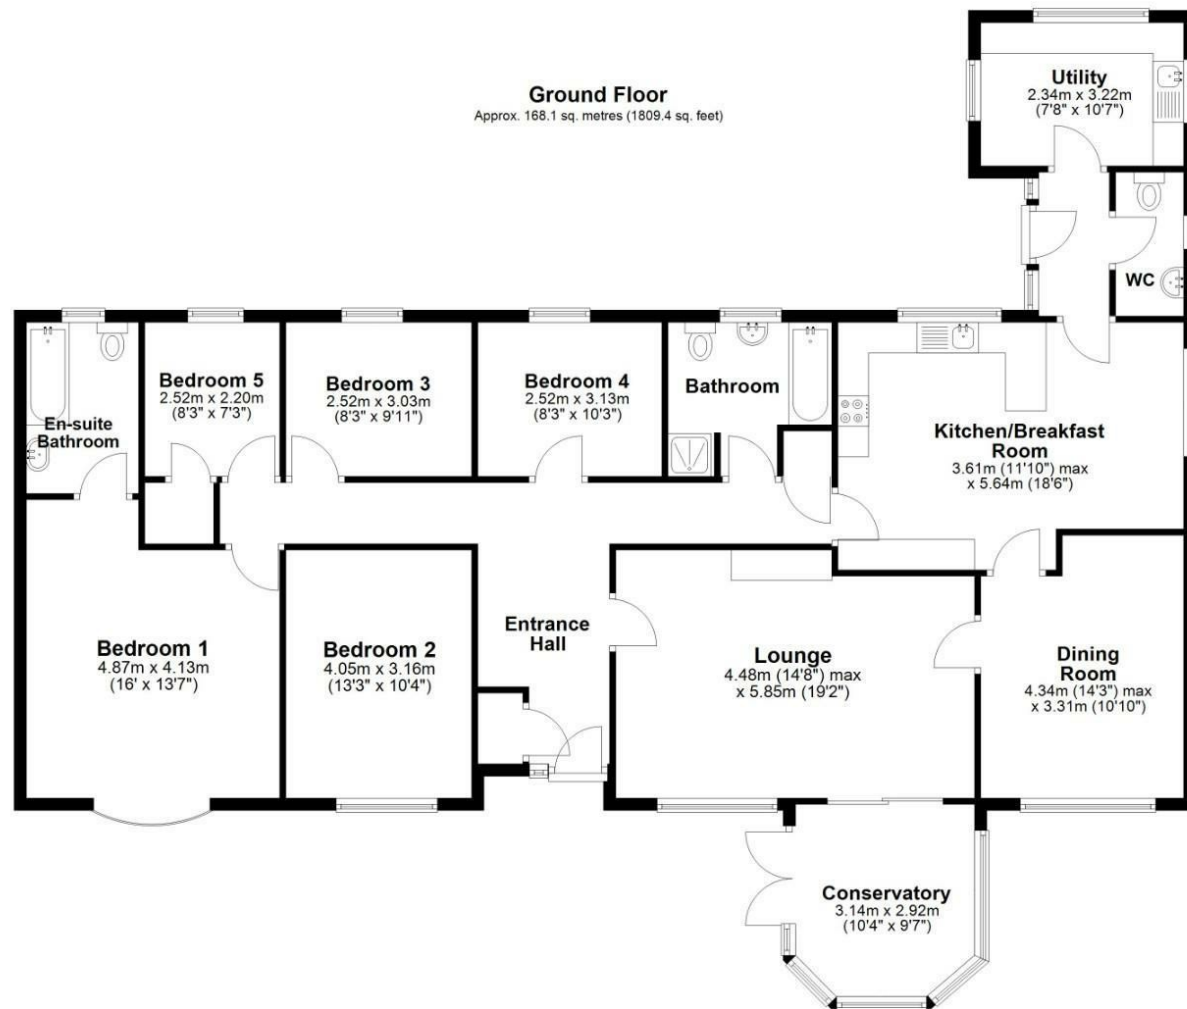 Ground Floor
Approx. 168.1 sq. metres (1809.4 sq. feet)
Utility
2.34m x 3.22m
(7'8" x 10'7")
WC
En-suite
Bathroom
Bedroom 5
2.52m x 2.20m
(8'3" x 7'3")
Bedroom 3
2.52m x 3.03m
(8'3" x 9'11")
Bedroom 4
2.52m x 3.13m
(8'3" x 10'3")
Bathroom
Kitchen/Breakfast
Room
3.61m (11'10") max
x 5.64m (18'6")
Bedroom 1
4.87m x 4.13m
(16' x 13'7")
Bedroom 2
4.05m x 3.16m
(13'3" x 10'4")
Entrance
Hall
Lounge
4.48m (14'8") max
x 5.85m (19'2")
Dining
Room
4.34m (14'3") max
x 3.31m (10'10")
Conservatory
3.14m x 2.92m
(10'4" x 9'7")